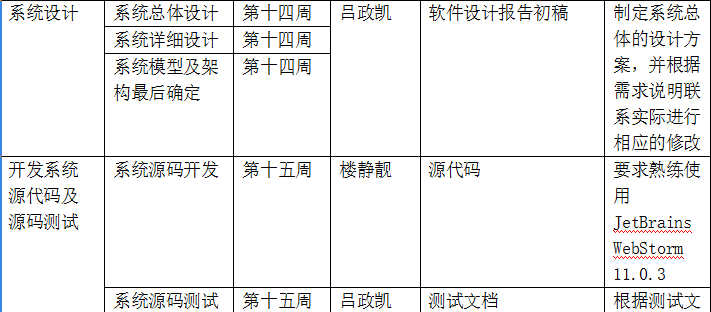 系统设计
系统总体设计
第十四周
吕政凯
软件设计报告初稿
制定系统总
体的设计方
案，并根据
需求说明联
系实际进行
相应的修改
系统详细设计
第十四周
系统模型及架
构最后确定
第十四周
开发系统
源代码及
源码测试
系统源码开发
第十五周
楼静靓
源代码
要求熟练使
用
JetBrains
WebStorm
11.0.3
系统源码测试
第十五周
吕政凯
测试文档
根据测试文